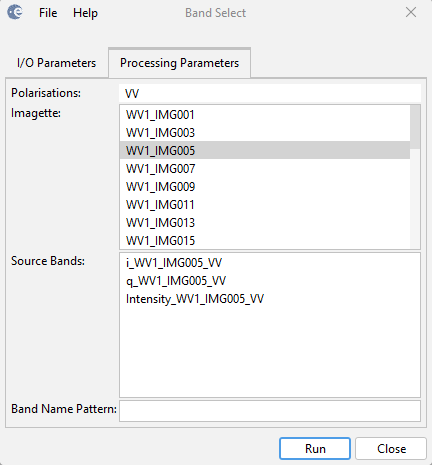 File Help Band Select
I/O Parameters Processing Parameters
Polarisations: VV
Imagette: WV1_IMG001
WV1_IMG003
WV1_IMG005
WV1_IMG007
WV1_IMG009
WV1_IMG011
WV1_IMG013
WV1_IMG015
Source Bands: i_WV1_IMG005_VV
q_WV1_IMG005_VV
Intensity_WV1_IMG005_VV
Band Name Pattern:
Run Close